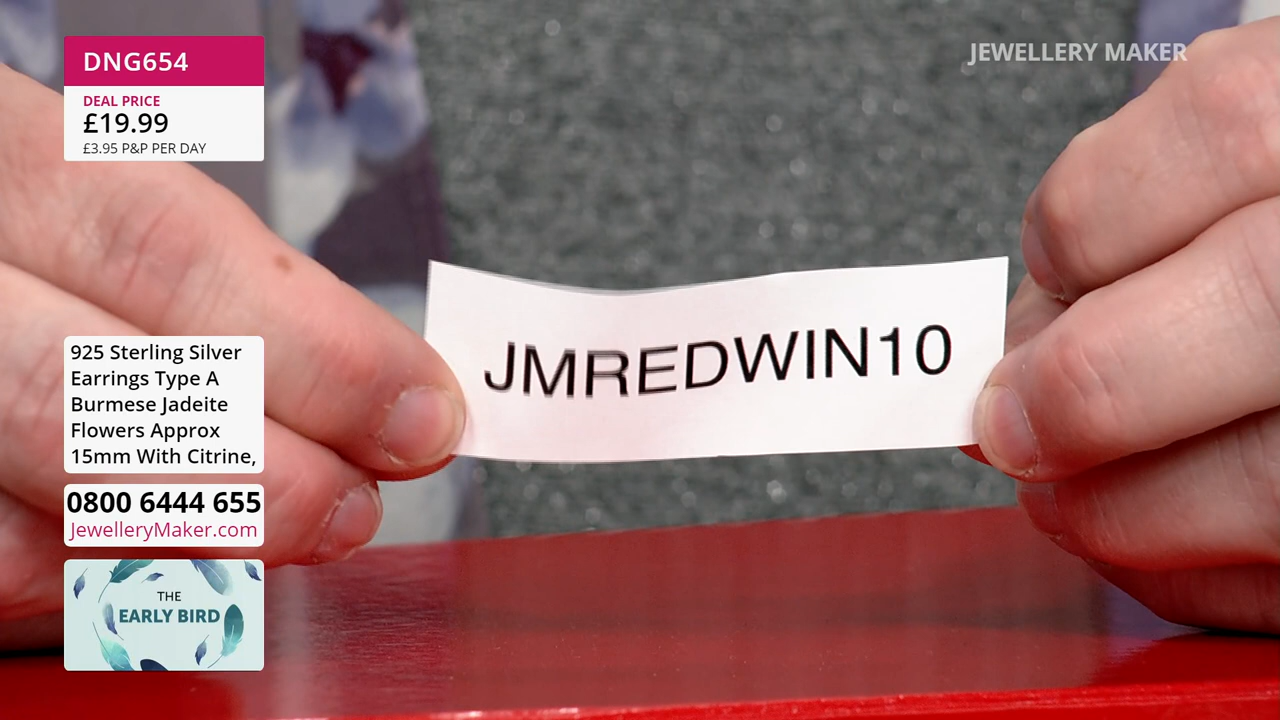 DNG654
DEAL PRICE
£19.99
£3.95 P&P PER DAY
JEWELLERY MAKER
JMREDWIN10
925 Sterling Silver
Earrings Type A
Burmese Jadeite
Flowers Approx
15mm With Citrine,
0800 6444 655
JewelleryMaker.com
THE
EARLY BIRD